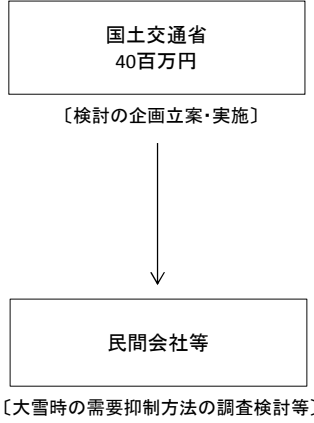 国土交通省
40百万円
〔検討の企画立案・実施〕
民間会社等
〔大雪時の需要抑制方法の調査検討等〕